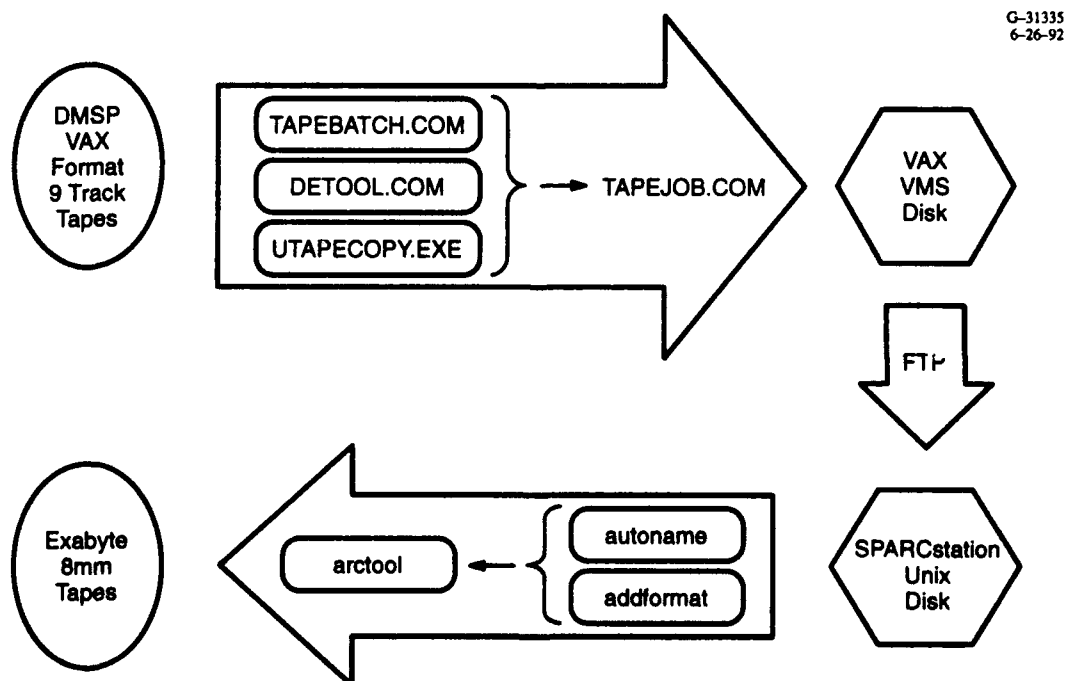 G-31335
6-26-92
DMSP
VAX
Format
9 Track
Tapes
TAPEBATCH.COM
DETOOL.COM
UTAPECOPY.EXE
TAPEJOB.COM
VAX
VMS
Disk
FTP
SPARCstation
Unix
Disk
autoname
addformat
arctool
Exabyte
8mm
Tapes